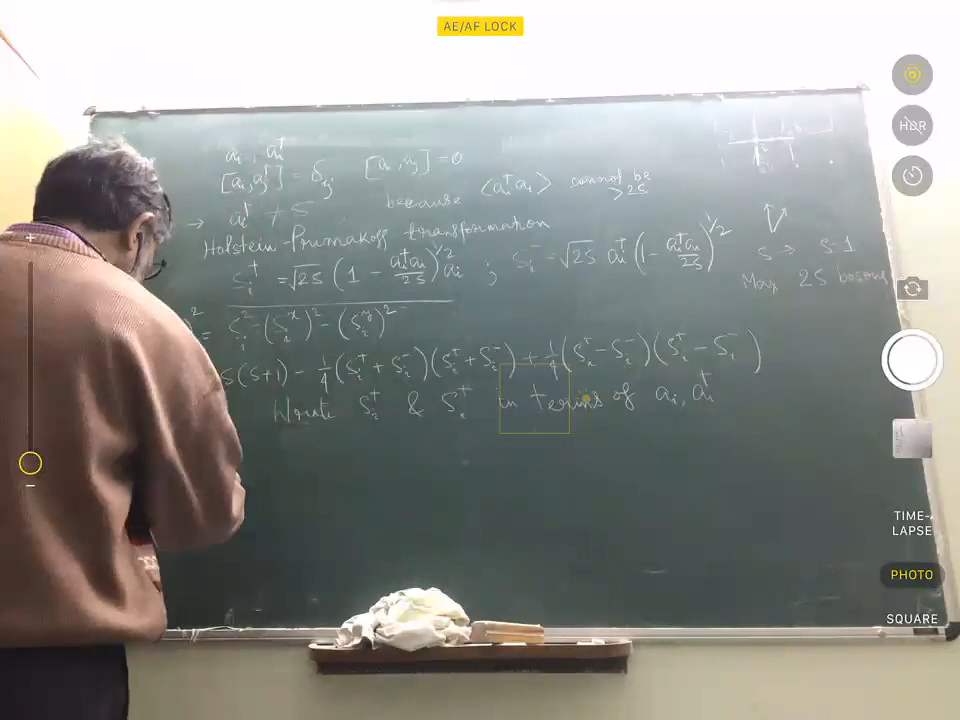 AE/AF LOCK
HDR
a_i, a_i^†
[a_i, a_j^†] = δ_ij [a_i, a_j] = 0
because <a_i^† a_i> cannot be > 2S
→ a_i^† ≠ S
Holstein-Primakoff transformation
S_i^+ = √2S (1 - a_i^† a_i / 2S)^1/2 a_i ; S_i^- = √2S a_i^† (1 - a_i^† a_i / 2S)^1/2
S → S-1
Max 2S bosons
)^2 = S_i^2 - (S_i^x)^2 - (S_i^y)^2
S(S+1) - 1/4 (S_i^+ + S_i^-)(S_i^+ + S_i^-) + 1/4 (S_i^+ - S_i^-)(S_i^+ - S_i^-)
Write S_i^+ & S_i^+ in terms of a_i, a_i^†
TIME-
LAPSE
PHOTO
SQUARE